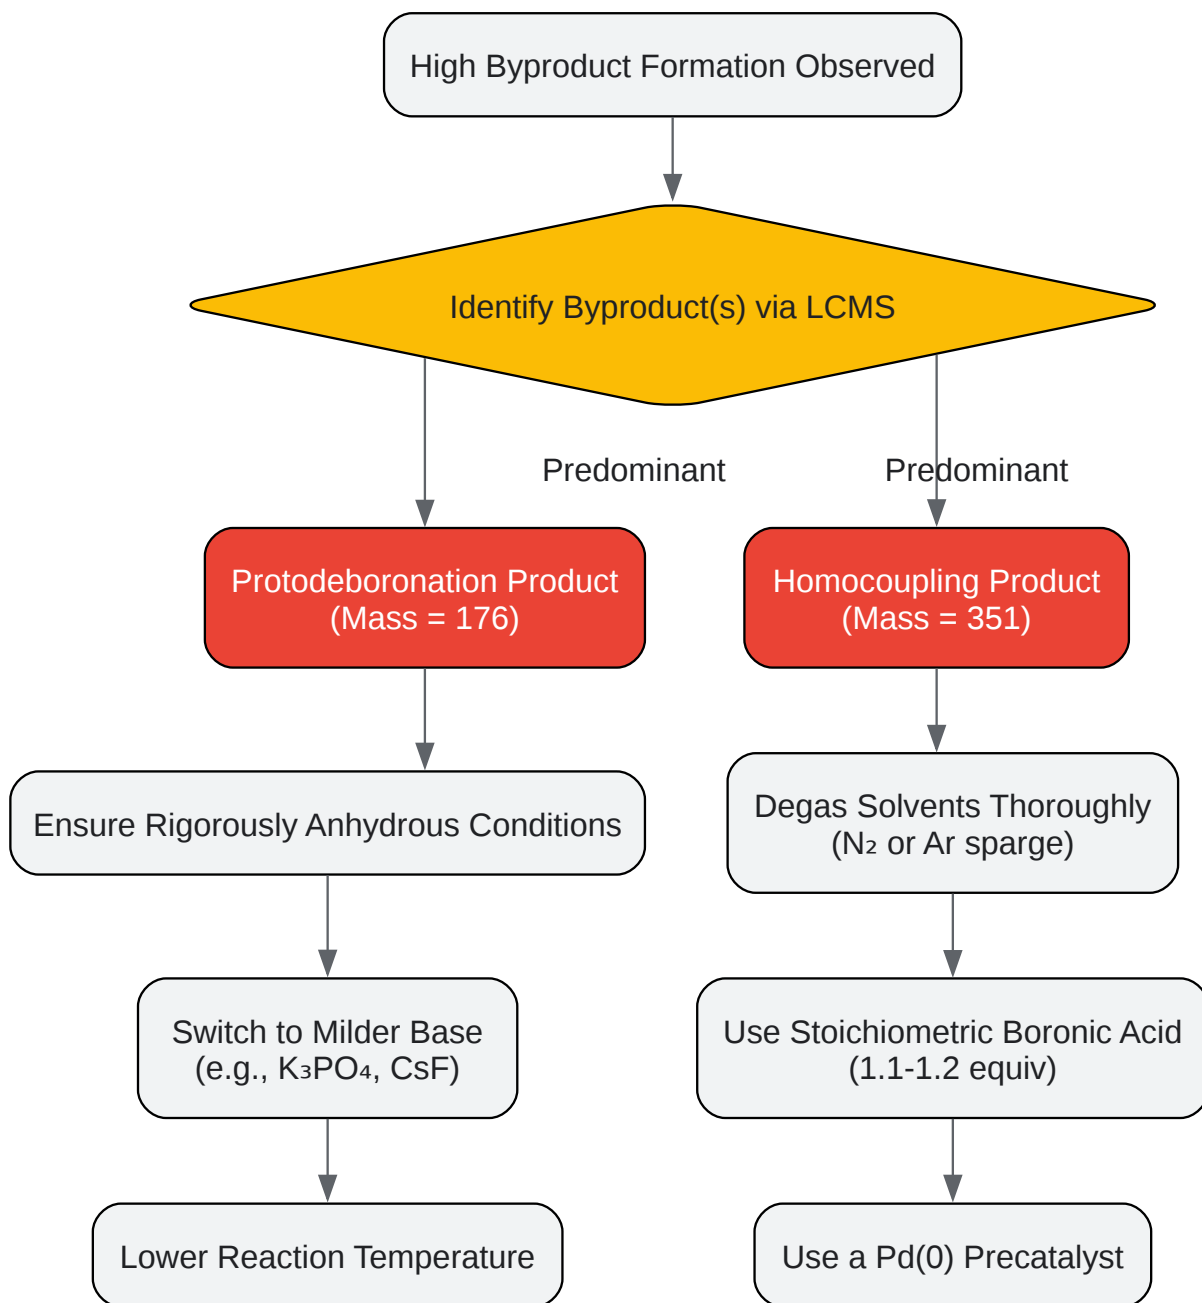 High Byproduct Formation Observed
Identify Byproduct(s) via LCMS
Predominant
Predominant
Protodeboronation Product
(Mass = 176)
Homocoupling Product
(Mass = 351)
Ensure Rigorously Anhydrous Conditions
Degas Solvents Thoroughly
(N₂ or Ar sparge)
Switch to Milder Base
(e.g., K₃PO₄, CsF)
Use Stoichiometric Boronic Acid
(1.1-1.2 equiv)
Lower Reaction Temperature
Use a Pd(0) Precatalyst